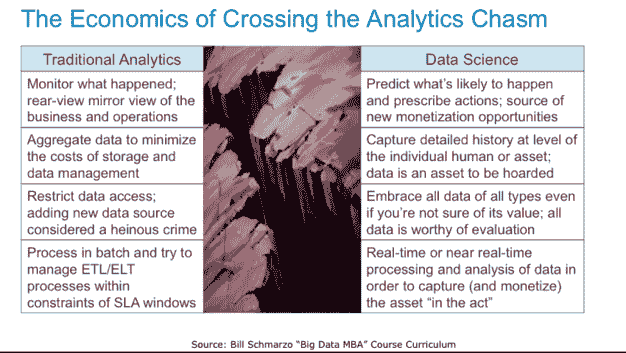 The Economics of Crossing the Analytics Chasm
Traditional Analytics
Monitor what happened;
rear-view mirror view of the
business and operations
Aggregate data to minimize
the costs of storage and
data management
Restrict data access;
adding new data source
considered a heinous crime
Process in batch and try to
manage ETL/ELT
processes within
constraints of SLA windows
Data Science
Predict what's likely to happen
and prescribe actions; source of
new monetization opportunities
Capture detailed history at level of
the individual human or asset;
data is an asset to be hoarded
Embrace all data of all types even
if you're not sure of its value; all
data is worthy of evaluation
Real-time or near real-time
processing and analysis of data in
order to capture (and monetize)
the asset "in the act"
Source: Bill Schmarzo "Big Data MBA" Course Curriculum